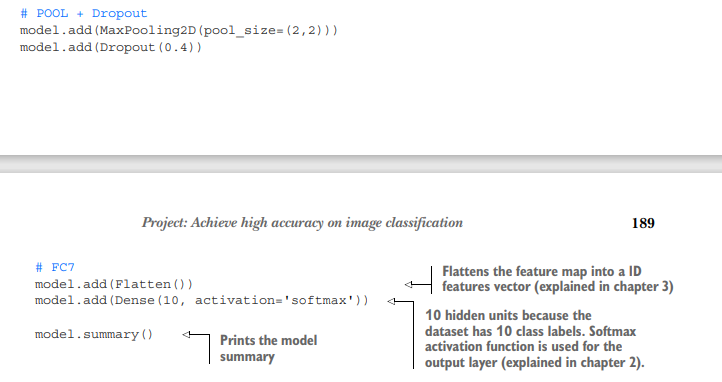 # POOL + Dropout
model.add(MaxPooling2D(pool_size=(2,2)))
model.add(Dropout(0.4))
Project: Achieve high accuracy on image classification 189
# FC7
model.add(Flatten())
model.add(Dense(10, activation='softmax'))
model.summary()
Flattens the feature map into a ID
features vector (explained in chapter 3)
10 hidden units because the
dataset has 10 class labels. Softmax
activation function is used for the
output layer (explained in chapter 2).
Prints the model
summary